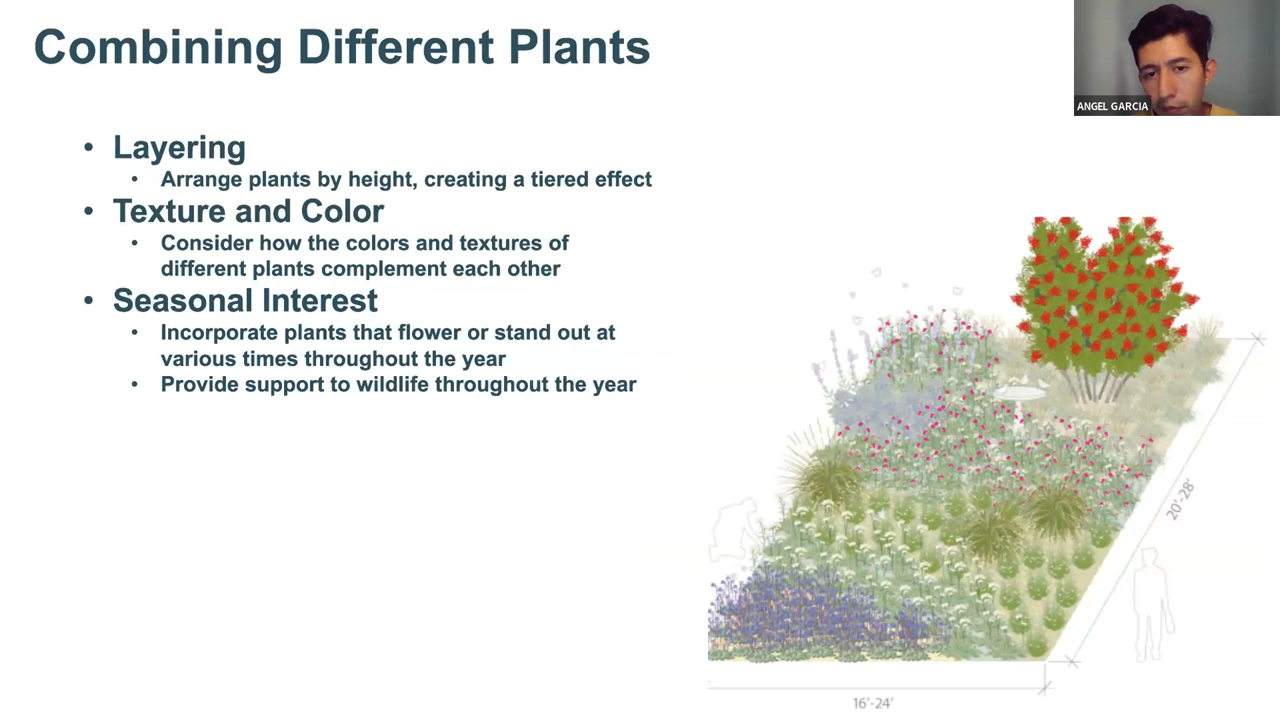 Combining Different Plants
ANGEL GARCIA
• Layering
• Arrange plants by height, creating a tiered effect
• Texture and Color
• Consider how the colors and textures of
different plants complement each other
• Seasonal Interest
• Incorporate plants that flower or stand out at
various times throughout the year
• Provide support to wildlife throughout the year
20'-28'
16'-24'